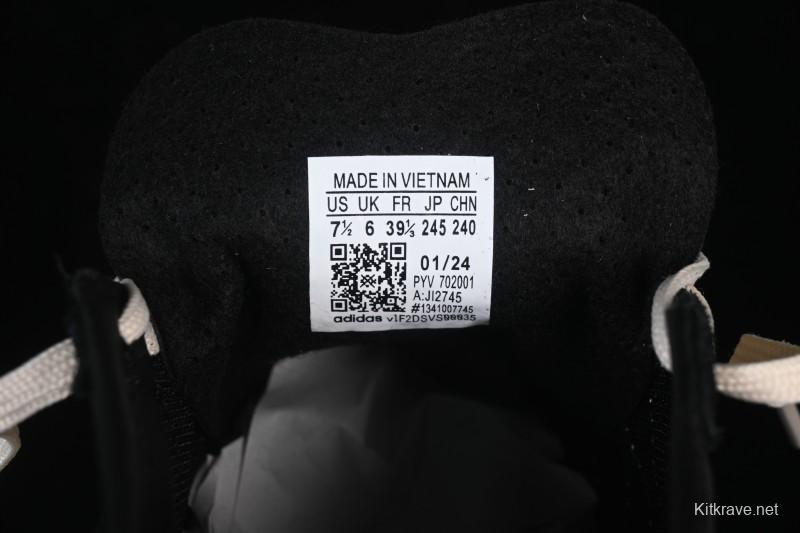 MADE IN VIETNAM
US UK FR JP CHN
7½ 6 39⅓ 245 240
01/24
PYV 702001
A:JI2745
#1341007745
adidas v1F2DSVS00035
Kitkrave.net